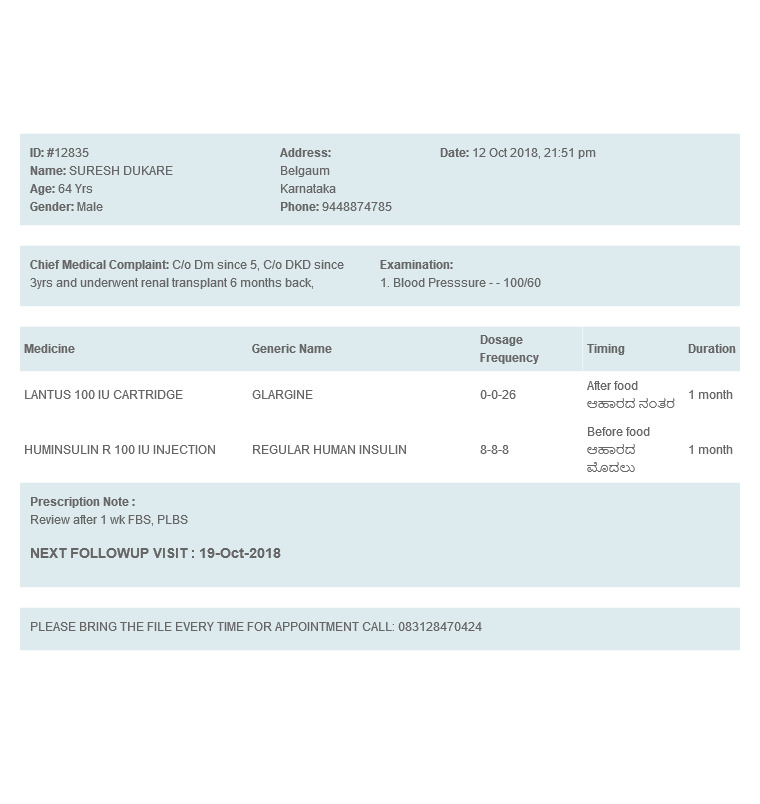 ID: #12835
Name: SURESH DUKARE
Age: 64 Yrs
Gender: Male
Address:
Belgaum
Karnataka
Phone: 9448874785
Date: 12 Oct 2018, 21:51 pm
Chief Medical Complaint: C/o Dm since 5, C/o DKD since
3yrs and underwent renal transplant 6 months back,
Examination:
1. Blood Presssure - - 100/60
Medicine Generic Name Dosage Frequency Timing Duration
LANTUS 100 IU CARTRIDGE GLARGINE 0-0-26 After food 1 month
ಆಹಾರದ ನಂತರ
HUMINSULIN R 100 IU INJECTION REGULAR HUMAN INSULIN 8-8-8 Before food 1 month
ಆಹಾರದ
ಮೊದಲು
Prescription Note :
Review after 1 wk FBS, PLBS
NEXT FOLLOWUP VISIT : 19-Oct-2018
PLEASE BRING THE FILE EVERY TIME FOR APPOINTMENT CALL: 083128470424